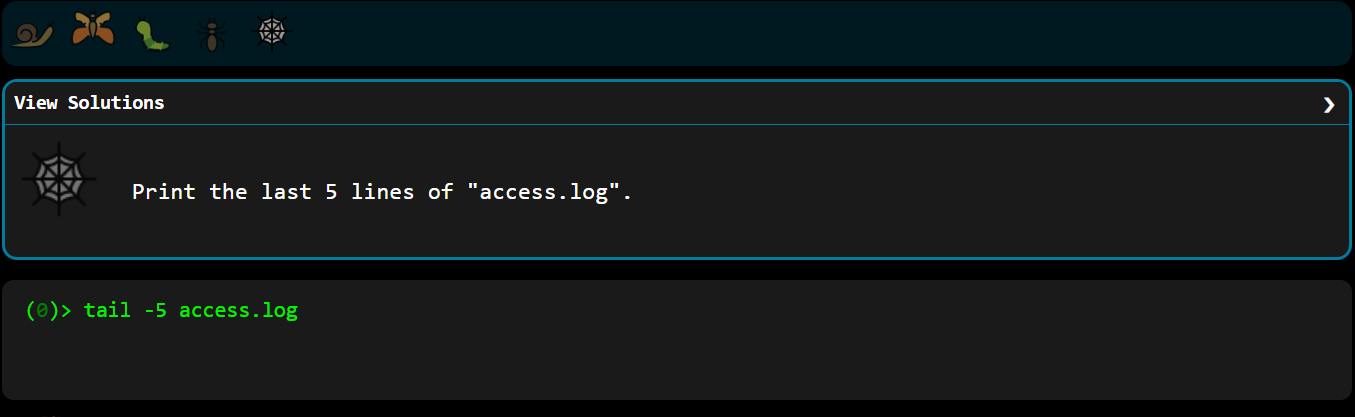 View Solutions
Print the last 5 lines of "access.log".
(0)> tail -5 access.log